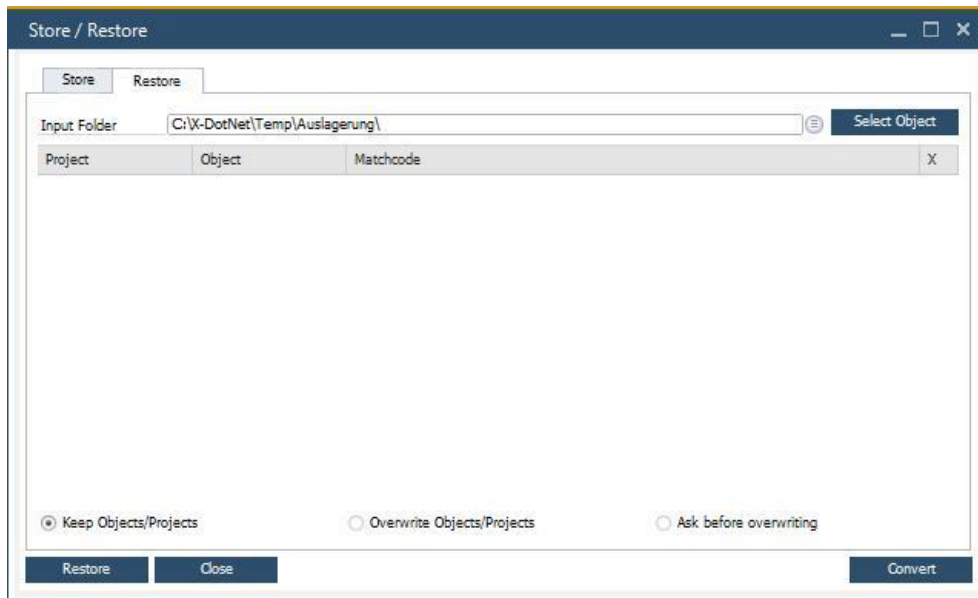 Store / Restore
Store Restore
Input Folder C:\X-DotNet\Temp\Auslagerung\ Select Object
Project Object Matchcode X
Keep Objects/Projects Overwrite Objects/Projects Ask before overwriting
Restore Close Convert